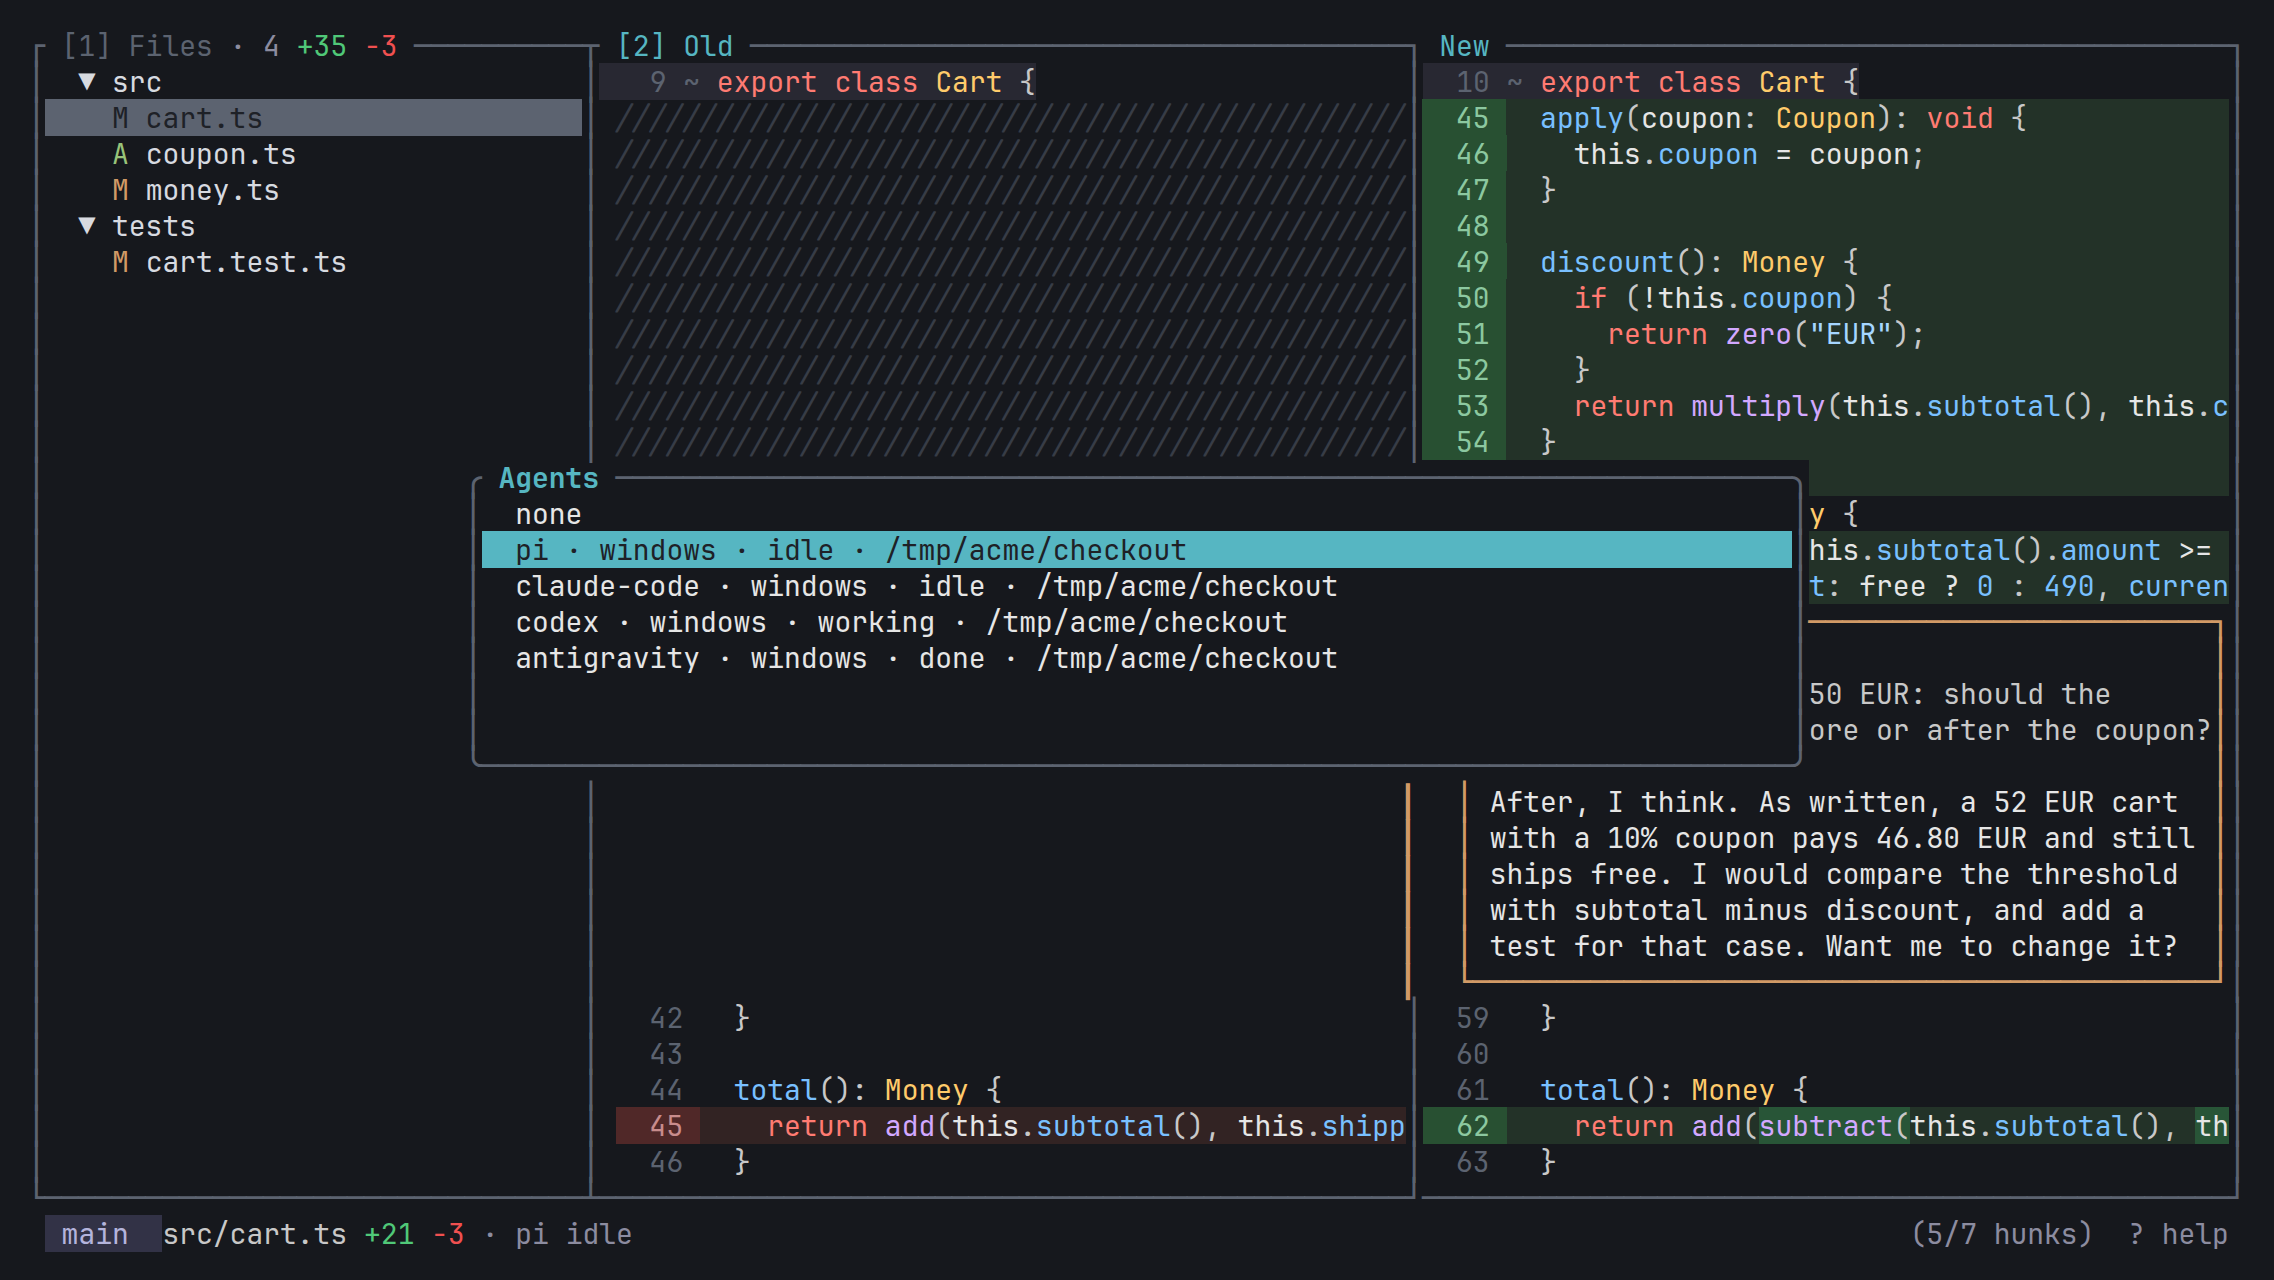 [1] Files · 4 +35 -3
▼ src
M cart.ts
A coupon.ts
M money.ts
▼ tests
M cart.test.ts
[2] Old
9 ~ export class Cart {
New
10 ~ export class Cart {
45 apply(coupon: Coupon): void {
46 this.coupon = coupon;
47 }
48
49 discount(): Money {
50 if (!this.coupon) {
51 return zero("EUR");
52 }
53 return multiply(this.subtotal(), this.c
54 }
y {
his.subtotal().amount >=
t: free ? 0 : 490, curren
Agents
none
pi · windows · idle · /tmp/acme/checkout
claude-code · windows · idle · /tmp/acme/checkout
codex · windows · working · /tmp/acme/checkout
antigravity · windows · done · /tmp/acme/checkout
50 EUR: should the
ore or after the coupon?
After, I think. As written, a 52 EUR cart
with a 10% coupon pays 46.80 EUR and still
ships free. I would compare the threshold
with subtotal minus discount, and add a
test for that case. Want me to change it?
42 }
43
44 total(): Money {
45 return add(this.subtotal(), this.shipp
46 }
59 }
60
61 total(): Money {
62 return add(subtract(this.subtotal(), th
63 }
main src/cart.ts +21 -3 · pi idle
(5/7 hunks) ? help